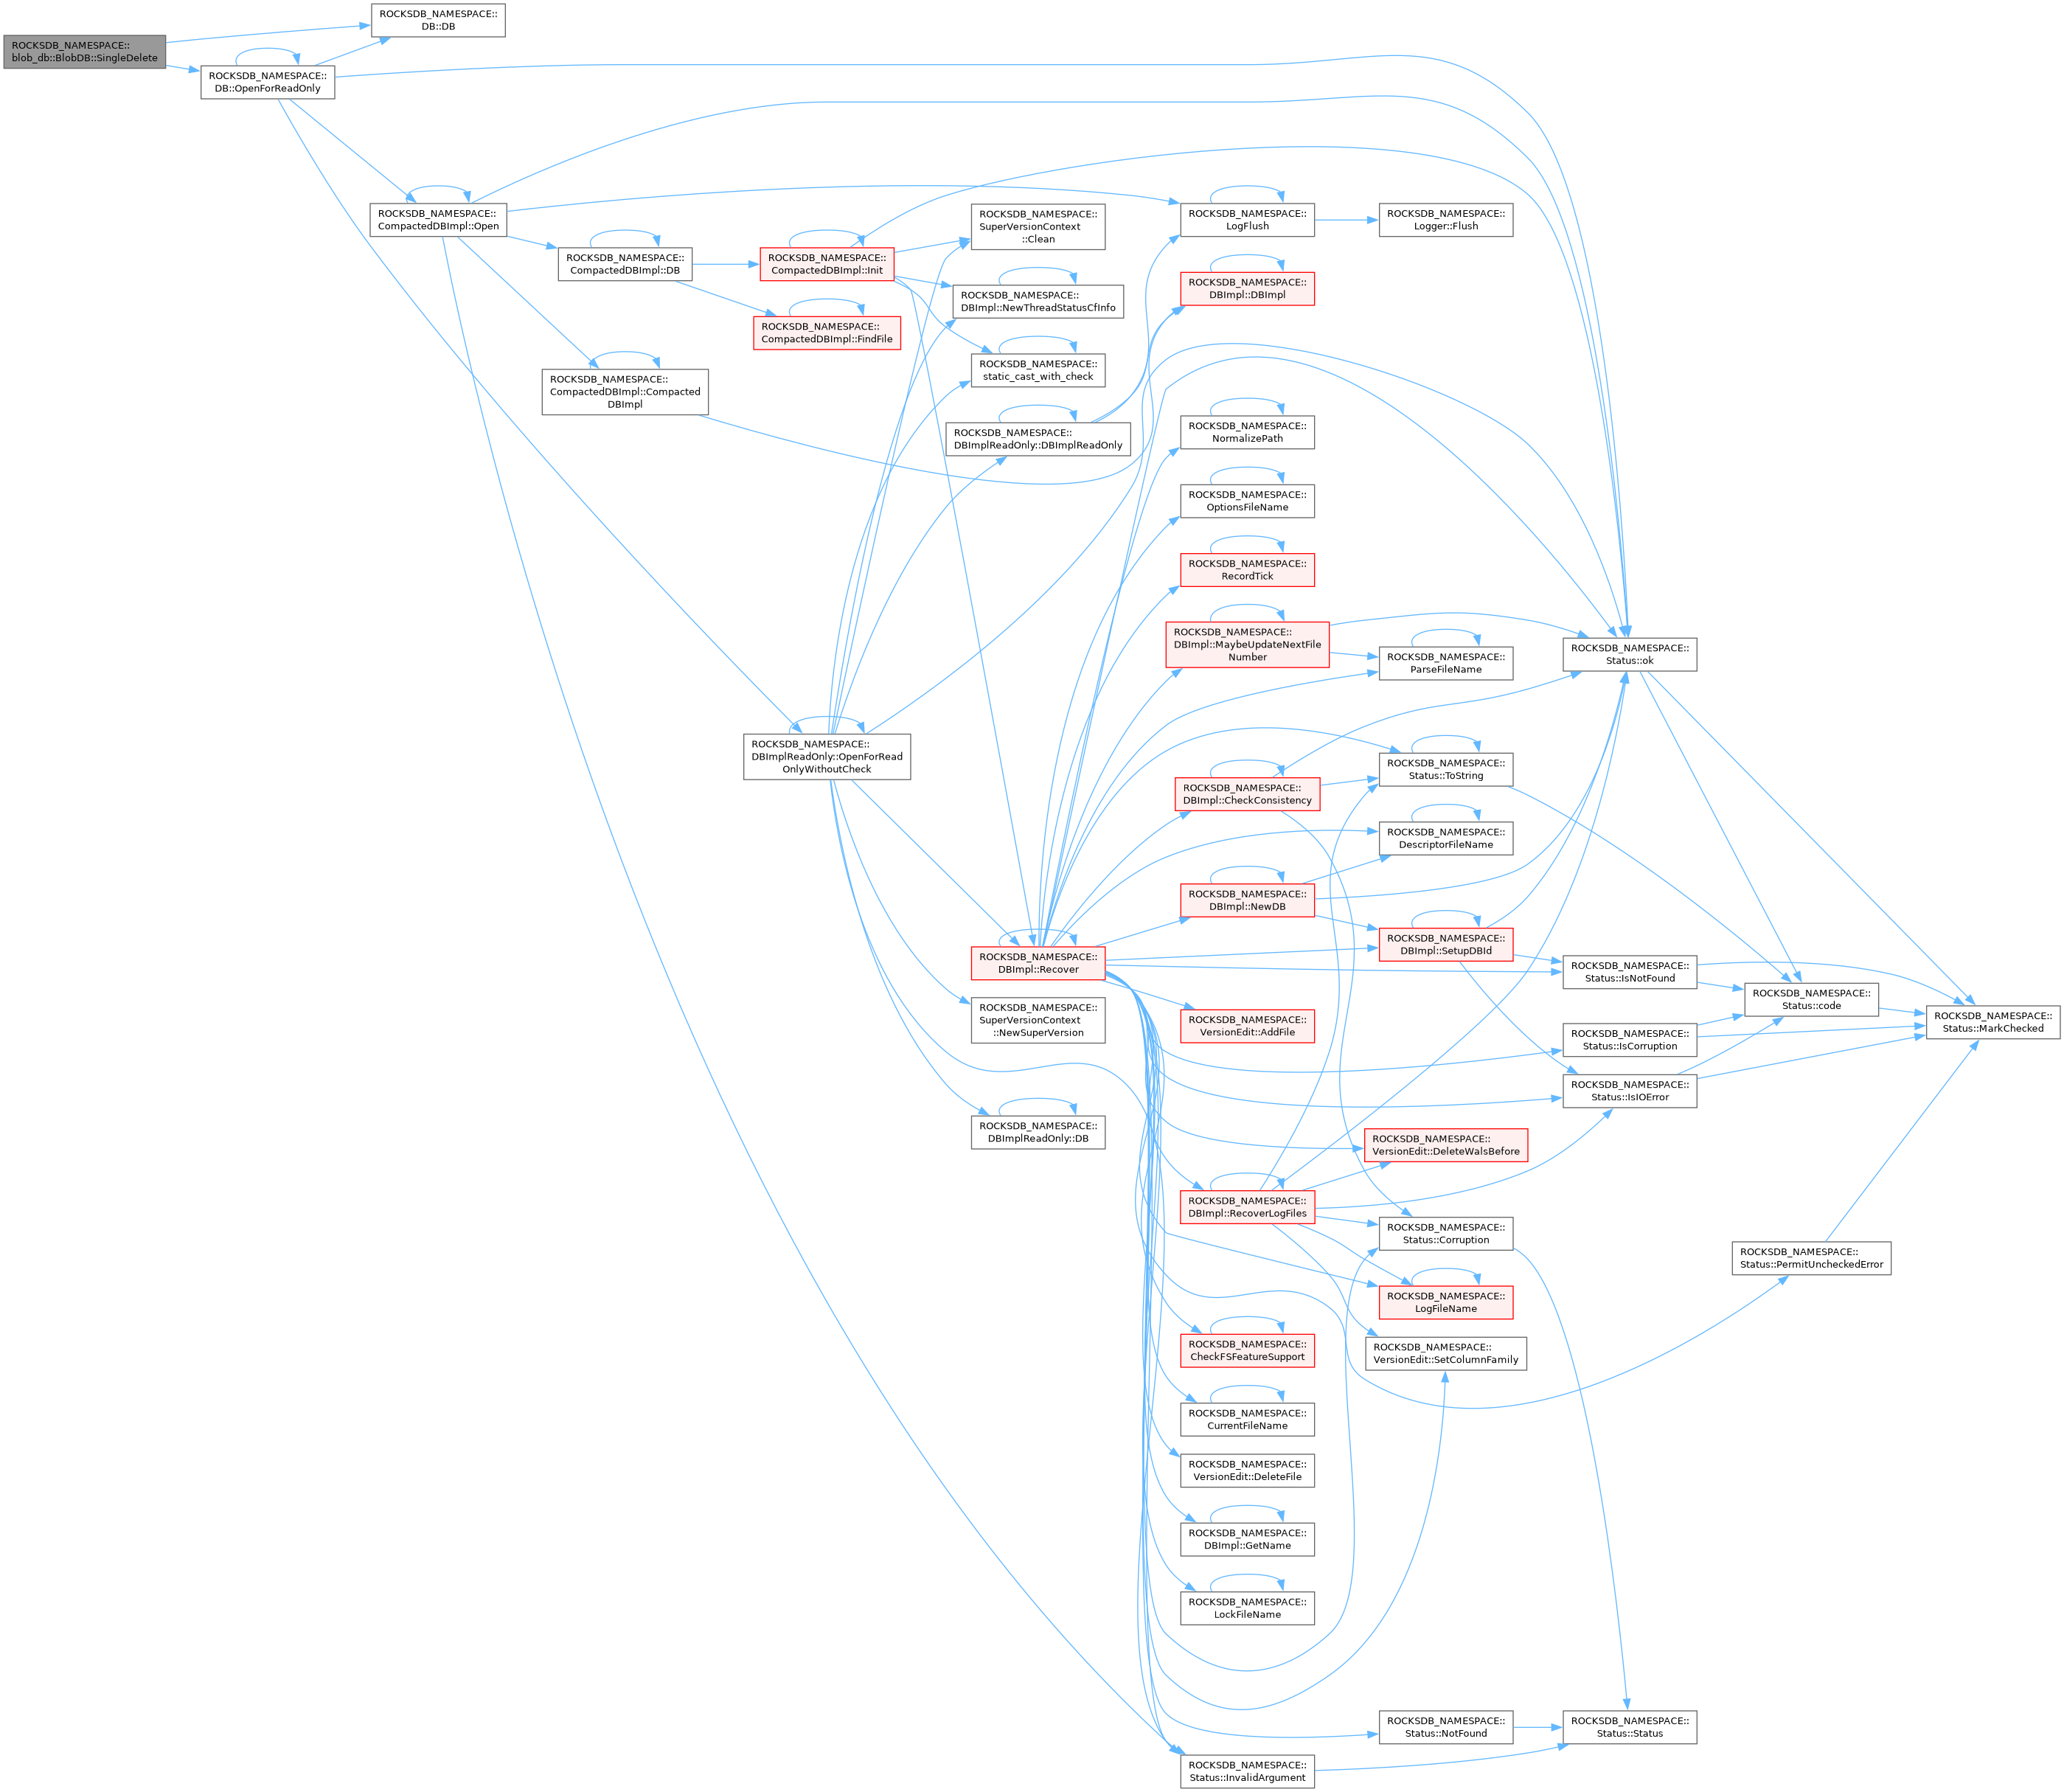 ROCKSDB_NAMESPACE::
blob_db::BlobDB::SingleDelete
ROCKSDB_NAMESPACE::
DB::DB
ROCKSDB_NAMESPACE::
DB::OpenForReadOnly
ROCKSDB_NAMESPACE::
CompactedDBImpl::Open
ROCKSDB_NAMESPACE::
CompactedDBImpl::DB
ROCKSDB_NAMESPACE::
CompactedDBImpl::Compacted
DBImpl
ROCKSDB_NAMESPACE::
CompactedDBImpl::Init
ROCKSDB_NAMESPACE::
CompactedDBImpl::FindFile
ROCKSDB_NAMESPACE::
DBImplReadOnly::OpenForRead
OnlyWithoutCheck
ROCKSDB_NAMESPACE::
SuperVersionContext
::Clean
ROCKSDB_NAMESPACE::
DBImpl::NewThreadStatusCfInfo
ROCKSDB_NAMESPACE::
static_cast_with_check
ROCKSDB_NAMESPACE::
DBImplReadOnly::DBImplReadOnly
ROCKSDB_NAMESPACE::
DBImpl::Recover
ROCKSDB_NAMESPACE::
SuperVersionContext
::NewSuperVersion
ROCKSDB_NAMESPACE::
DBImplReadOnly::DB
ROCKSDB_NAMESPACE::
LogFlush
ROCKSDB_NAMESPACE::
DBImpl::DBImpl
ROCKSDB_NAMESPACE::
NormalizePath
ROCKSDB_NAMESPACE::
OptionsFileName
ROCKSDB_NAMESPACE::
RecordTick
ROCKSDB_NAMESPACE::
DBImpl::MaybeUpdateNextFile
Number
ROCKSDB_NAMESPACE::
DBImpl::CheckConsistency
ROCKSDB_NAMESPACE::
DBImpl::NewDB
ROCKSDB_NAMESPACE::
VersionEdit::AddFile
ROCKSDB_NAMESPACE::
DBImpl::RecoverLogFiles
ROCKSDB_NAMESPACE::
CheckFSFeatureSupport
ROCKSDB_NAMESPACE::
CurrentFileName
ROCKSDB_NAMESPACE::
VersionEdit::DeleteFile
ROCKSDB_NAMESPACE::
DBImpl::GetName
ROCKSDB_NAMESPACE::
LockFileName
ROCKSDB_NAMESPACE::
Status::InvalidArgument
ROCKSDB_NAMESPACE::
Logger::Flush
ROCKSDB_NAMESPACE::
ParseFileName
ROCKSDB_NAMESPACE::
Status::ToString
ROCKSDB_NAMESPACE::
DescriptorFileName
ROCKSDB_NAMESPACE::
DBImpl::SetupDBId
ROCKSDB_NAMESPACE::
VersionEdit::DeleteWalsBefore
ROCKSDB_NAMESPACE::
Status::Corruption
ROCKSDB_NAMESPACE::
LogFileName
ROCKSDB_NAMESPACE::
VersionEdit::SetColumnFamily
ROCKSDB_NAMESPACE::
Status::NotFound
ROCKSDB_NAMESPACE::
Status::ok
ROCKSDB_NAMESPACE::
Status::IsNotFound
ROCKSDB_NAMESPACE::
Status::IsCorruption
ROCKSDB_NAMESPACE::
Status::IsIOError
ROCKSDB_NAMESPACE::
Status::Status
ROCKSDB_NAMESPACE::
Status::code
ROCKSDB_NAMESPACE::
Status::PermitUncheckedError
ROCKSDB_NAMESPACE::
Status::MarkChecked